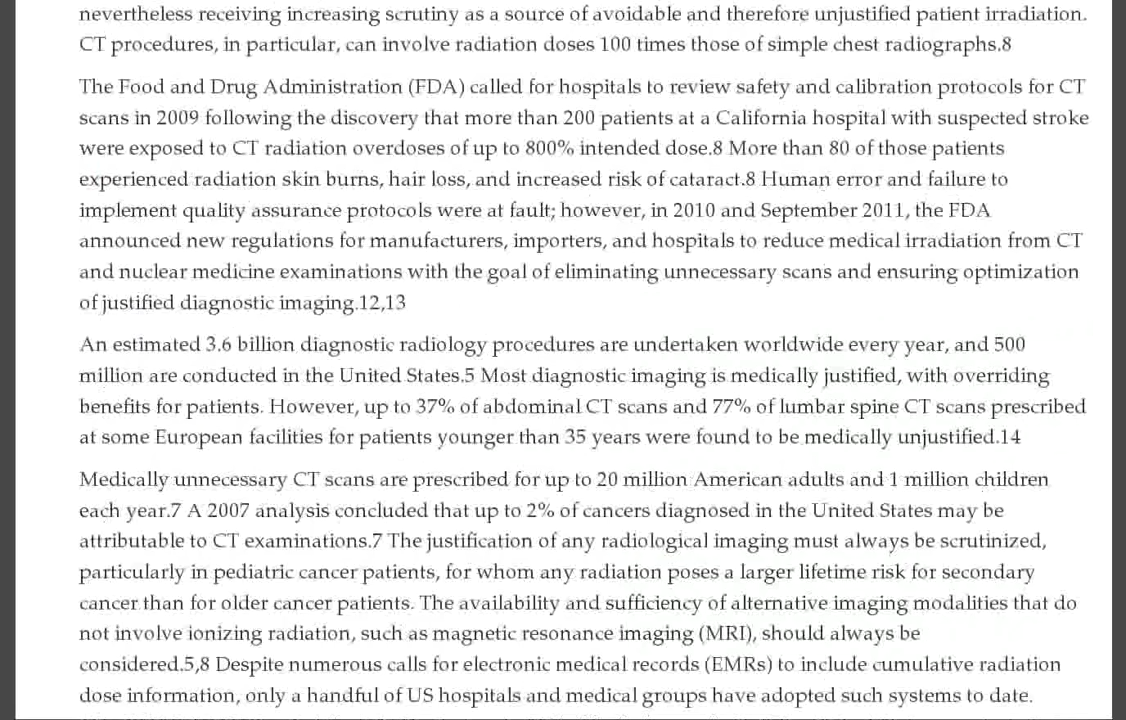 nevertheless receiving increasing scrutiny as a source of avoidable and therefore unjustified patient irradiation.
CT procedures, in particular, can involve radiation doses 100 times those of simple chest radiographs.8
The Food and Drug Administration (FDA) called for hospitals to review safety and calibration protocols for CT
scans in 2009 following the discovery that more than 200 patients at a California hospital with suspected stroke
were exposed to CT radiation overdoses of up to 800% intended dose.8 More than 80 of those patients
experienced radiation skin burns, hair loss, and increased risk of cataract.8 Human error and failure to
implement quality assurance protocols were at fault; however, in 2010 and September 2011, the FDA
announced new regulations for manufacturers, importers, and hospitals to reduce medical irradiation from CT
and nuclear medicine examinations with the goal of eliminating unnecessary scans and ensuring optimization
of justified diagnostic imaging.12,13
An estimated 3.6 billion diagnostic radiology procedures are undertaken worldwide every year, and 500
million are conducted in the United States.5 Most diagnostic imaging is medically justified, with overriding
benefits for patients. However, up to 37% of abdominal CT scans and 77% of lumbar spine CT scans prescribed
at some European facilities for patients younger than 35 years were found to be medically unjustified.14
Medically unnecessary CT scans are prescribed for up to 20 million American adults and 1 million children
each year.7 A 2007 analysis concluded that up to 2% of cancers diagnosed in the United States may be
attributable to CT examinations.7 The justification of any radiological imaging must always be scrutinized,
particularly in pediatric cancer patients, for whom any radiation poses a larger lifetime risk for secondary
cancer than for older cancer patients. The availability and sufficiency of alternative imaging modalities that do
not involve ionizing radiation, such as magnetic resonance imaging (MRI), should always be
considered.5,8 Despite numerous calls for electronic medical records (EMRs) to include cumulative radiation
dose information, only a handful of US hospitals and medical groups have adopted such systems to date.